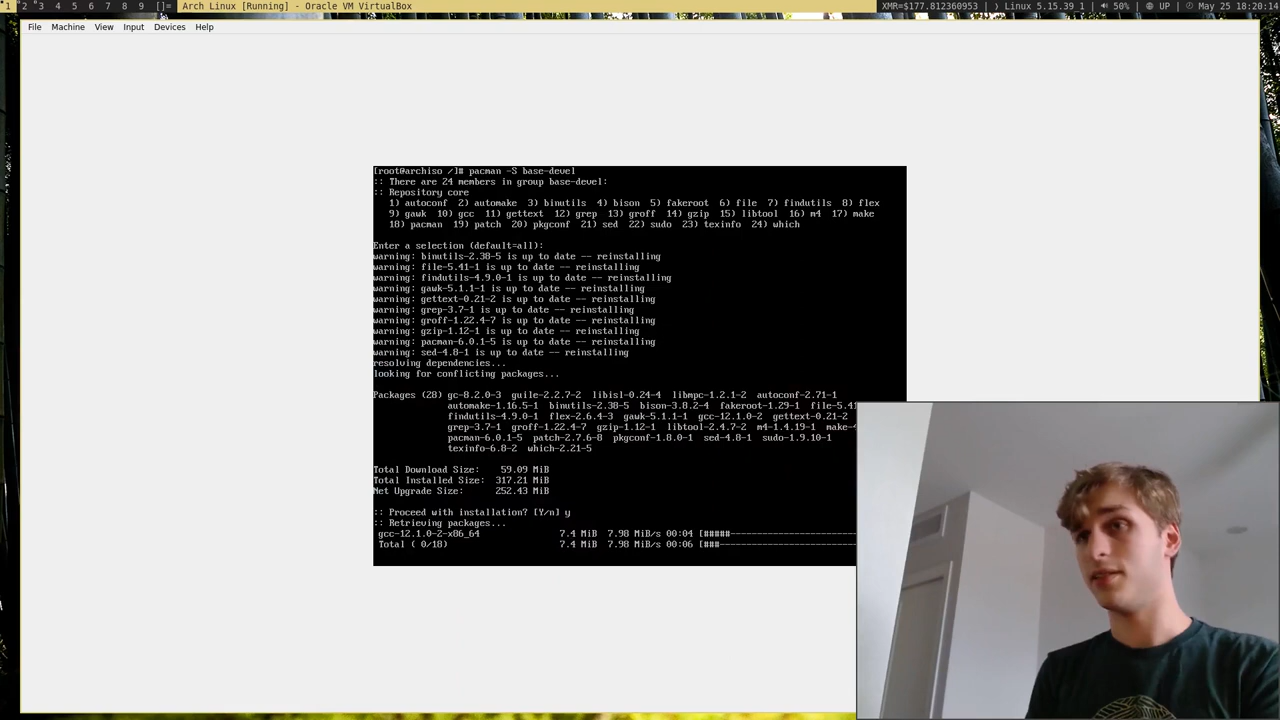 1 2 3 4 5 6 7 8 9 []= Arch Linux [Running] - Oracle VM VirtualBox XMR=$177.812360953 | Linux 5.15.39 1 | 50% | UP | May 25 18:20:14
File Machine View Input Devices Help
[root@archiso /]# pacman -S base-devel
:: There are 24 members in group base-devel:
:: Repository core
1) autoconf 2) automake 3) binutils 4) bison 5) fakeroot 6) file 7) findutils 8) flex
9) gawk 10) gcc 11) gettext 12) grep 13) groff 14) gzip 15) libtool 16) m4 17) make
18) pacman 19) patch 20) pkgconf 21) sed 22) sudo 23) texinfo 24) which
Enter a selection (default=all):
warning: binutils-2.38-5 is up to date -- reinstalling
warning: file-5.41-1 is up to date -- reinstalling
warning: findutils-4.9.0-1 is up to date -- reinstalling
warning: gawk-5.1.1-1 is up to date -- reinstalling
warning: gettext-0.21-2 is up to date -- reinstalling
warning: grep-3.7-1 is up to date -- reinstalling
warning: groff-1.22.4-7 is up to date -- reinstalling
warning: gzip-1.12-1 is up to date -- reinstalling
warning: pacman-6.0.1-5 is up to date -- reinstalling
warning: sed-4.8-1 is up to date -- reinstalling
resolving dependencies...
looking for conflicting packages...
Packages (28) gc-8.2.0-3 guile-2.2.7-2 libisl-0.24-4 libmpc-1.2.1-2 autoconf-2.71-1
automake-1.16.5-1 binutils-2.38-5 bison-3.8.2-4 fakeroot-1.29-1 file-5.41
findutils-4.9.0-1 flex-2.6.4-3 gawk-5.1.1-1 gcc-12.1.0-2 gettext-0.21-2
grep-3.7-1 groff-1.22.4-7 gzip-1.12-1 libtool-2.4.7-2 m4-1.4.19-1 make-4
pacman-6.0.1-5 patch-2.7.6-8 pkgconf-1.8.0-1 sed-4.8-1 sudo-1.9.10-1
texinfo-6.8-2 which-2.21-5
Total Download Size: 59.09 MiB
Total Installed Size: 317.21 MiB
Net Upgrade Size: 252.43 MiB
:: Proceed with installation? [Y/n] y
:: Retrieving packages...
gcc-12.1.0-2-x86_64 7.4 MiB 7.98 MiB/s 00:04 [#####-----------------------
Total ( 0/18) 7.4 MiB 7.98 MiB/s 00:06 [###-------------------------